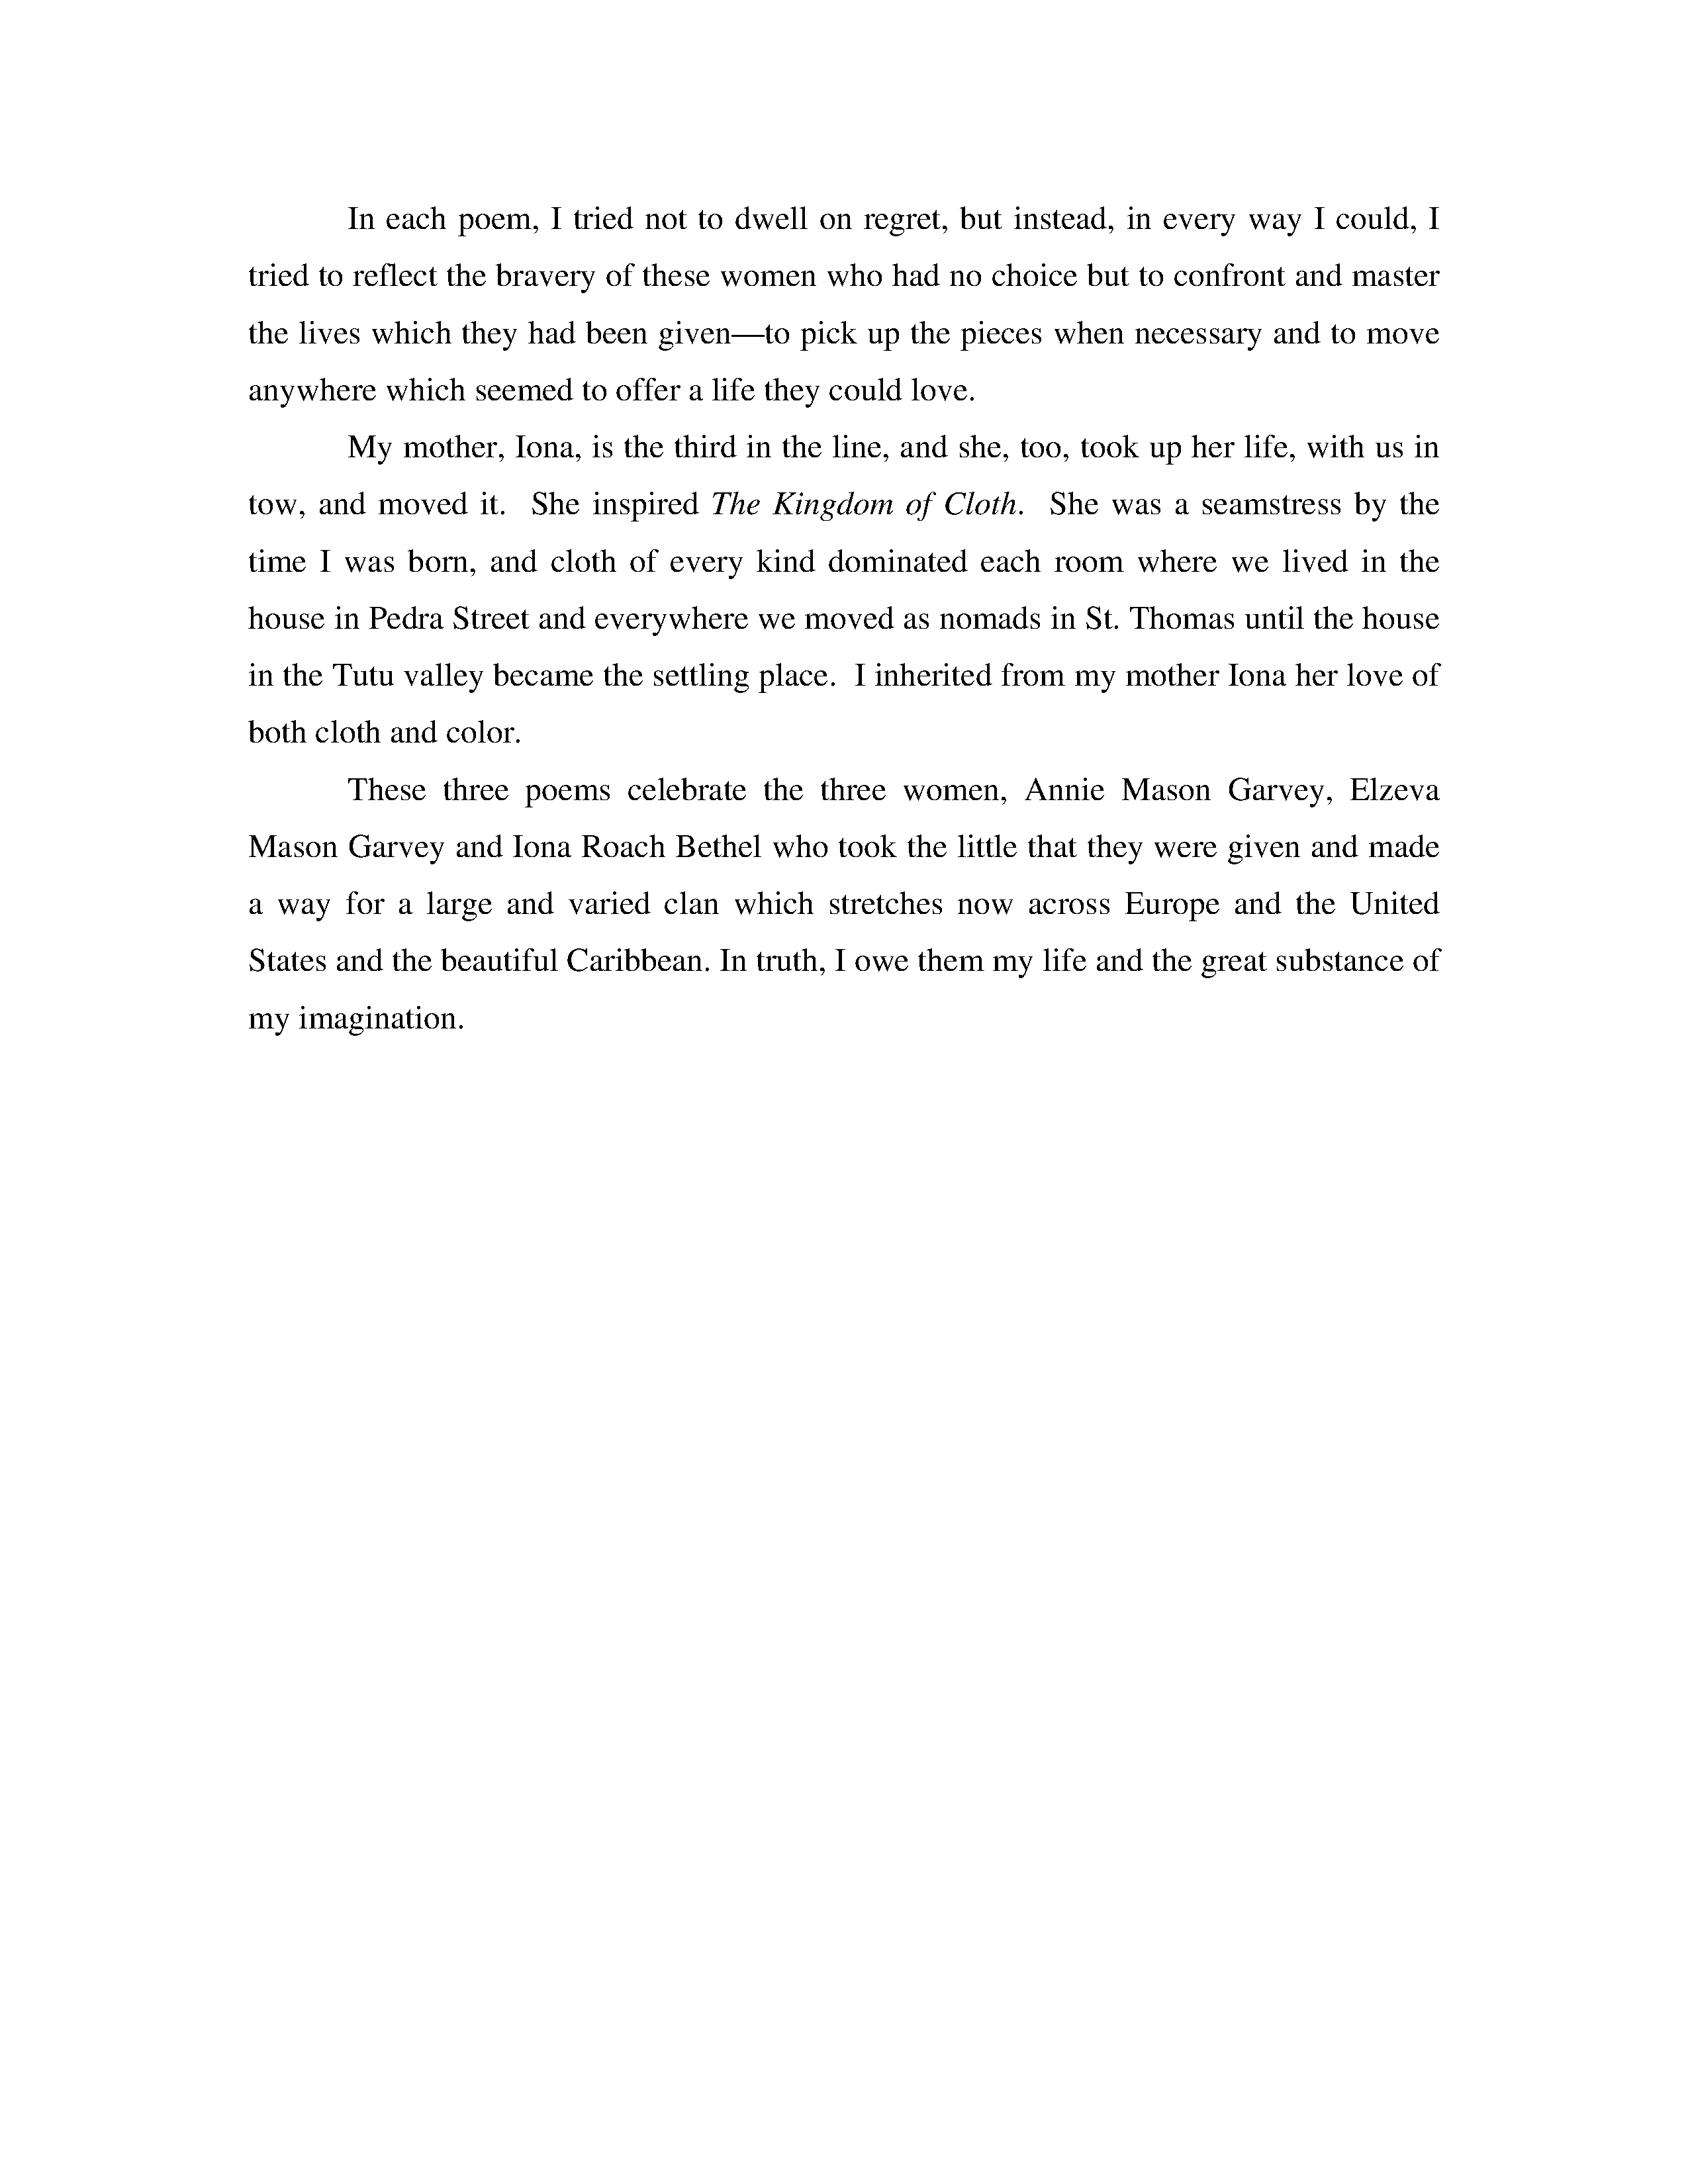 In each poem, I tried not to dwell on regret, but instead, in every way I could, I
tried to reflect the bravery of these women who had no choice but to confront and master
the lives which they had been given—to pick up the pieces when necessary and to move
anywhere which seemed to offer a life they could love.
My mother, Iona, is the third in the line, and she, too, took up her life, with us in
tow, and moved it.  She inspired The Kingdom of Cloth.  She was a seamstress by the
time I was born, and cloth of every kind dominated each room where we lived in the
house in Pedra Street and everywhere we moved as nomads in St. Thomas until the house
in the Tutu valley became the settling place.  I inherited from my mother Iona her love of
both cloth and color.
These three poems celebrate the three women, Annie Mason Garvey, Elzeva
Mason Garvey and Iona Roach Bethel who took the little that they were given and made
a way for a large and varied clan which stretches now across Europe and the United
States and the beautiful Caribbean. In truth, I owe them my life and the great substance of
my imagination.